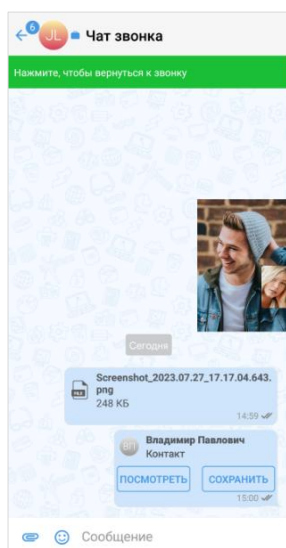 6
JL
Чат звонка
Нажмите, чтобы вернуться к звонку
Сегодня
Screenshot_2023.07.27_17.17.04.643.
png
FILE
248 КБ
14:59
ВП
Владимир Павлович
Контакт
ПОСМОТРЕТЬ СОХРАНИТЬ
15:00
Сообщение